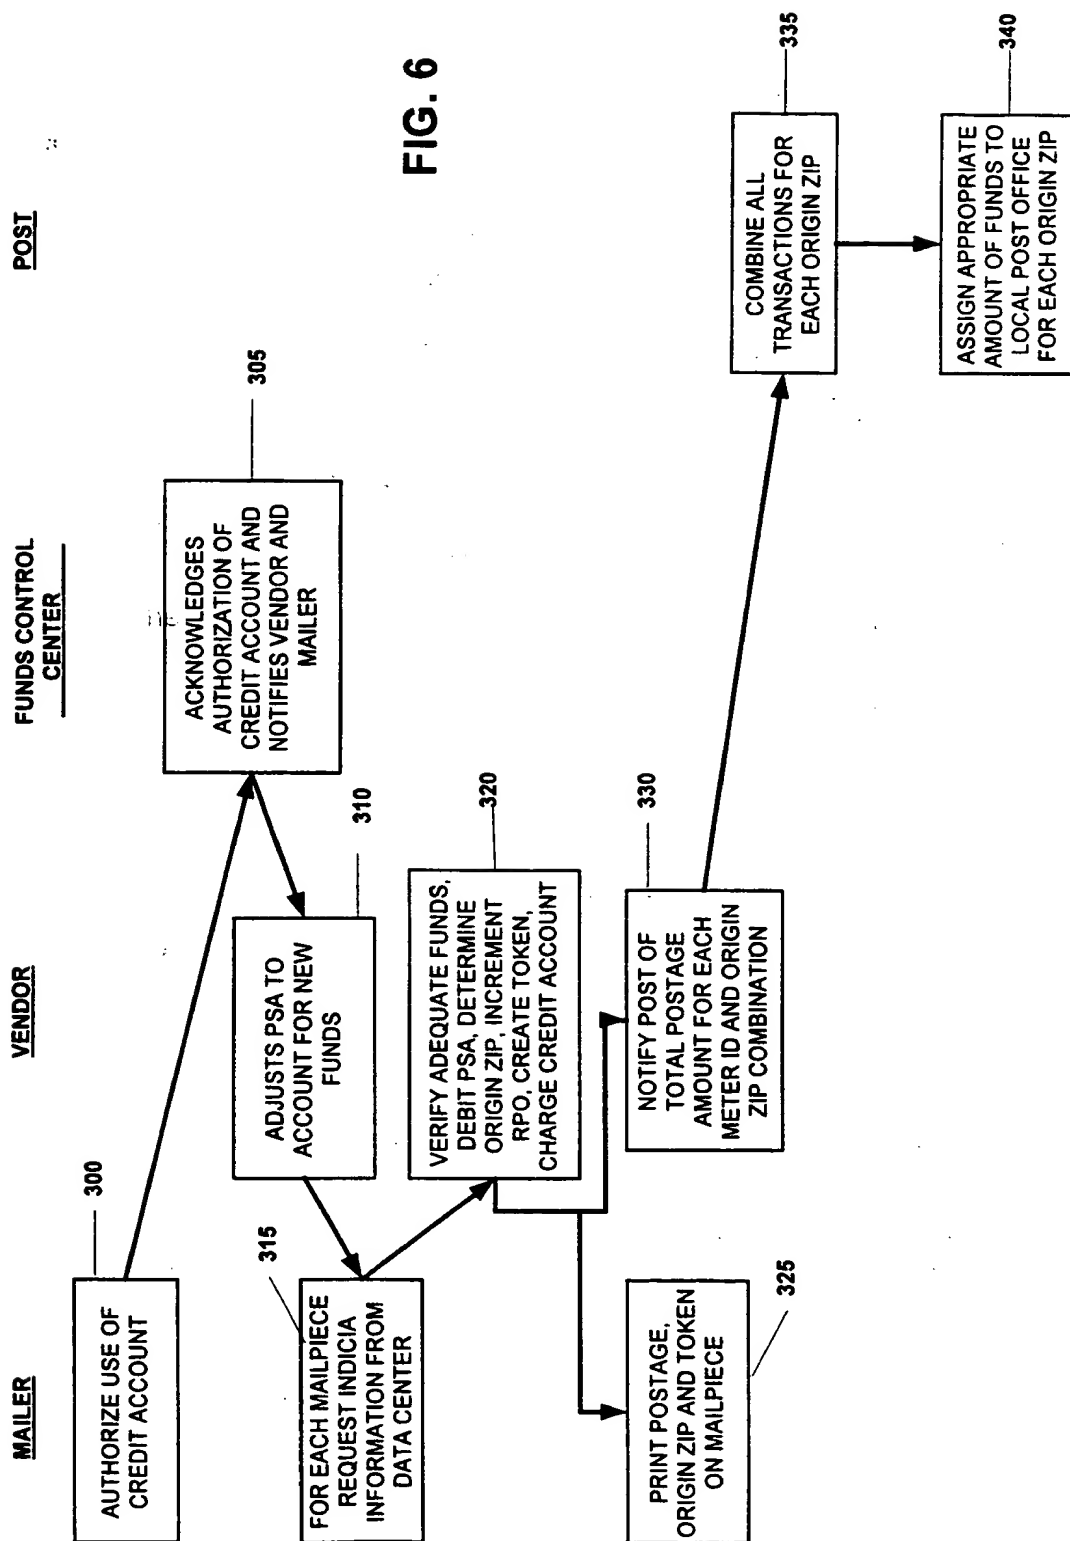 MAILER
VENDOR
FUNDS CONTROL
CENTER
POST
300
AUTHORIZE USE OF
CREDIT ACCOUNT
305
ACKNOWLEDGES
AUTHORIZATION OF
CREDIT ACCOUNT AND
NOTIFIES VENDOR AND
MAILER
310
ADJUSTS PSA TO
ACCOUNT FOR NEW
FUNDS
315
FOR EACH MAILPIECE
REQUEST INDICIA
INFORMATION FROM
DATA CENTER
320
VERIFY ADEQUATE FUNDS,
DEBIT PSA, DETERMINE
ORIGIN ZIP, INCREMENT
RPO, CREATE TOKEN,
CHARGE CREDIT ACCOUNT
325
PRINT POSTAGE,
ORIGIN ZIP AND TOKEN
ON MAILPIECE
330
NOTIFY POST OF
TOTAL POSTAGE
AMOUNT FOR EACH
METER ID AND ORIGIN
ZIP COMBINATION
335
COMBINE ALL
TRANSACTIONS FOR
EACH ORIGIN ZIP
340
ASSIGN APPROPRIATE
AMOUNT OF FUNDS TO
LOCAL POST OFFICE
FOR EACH ORIGIN ZIP
FIG. 6